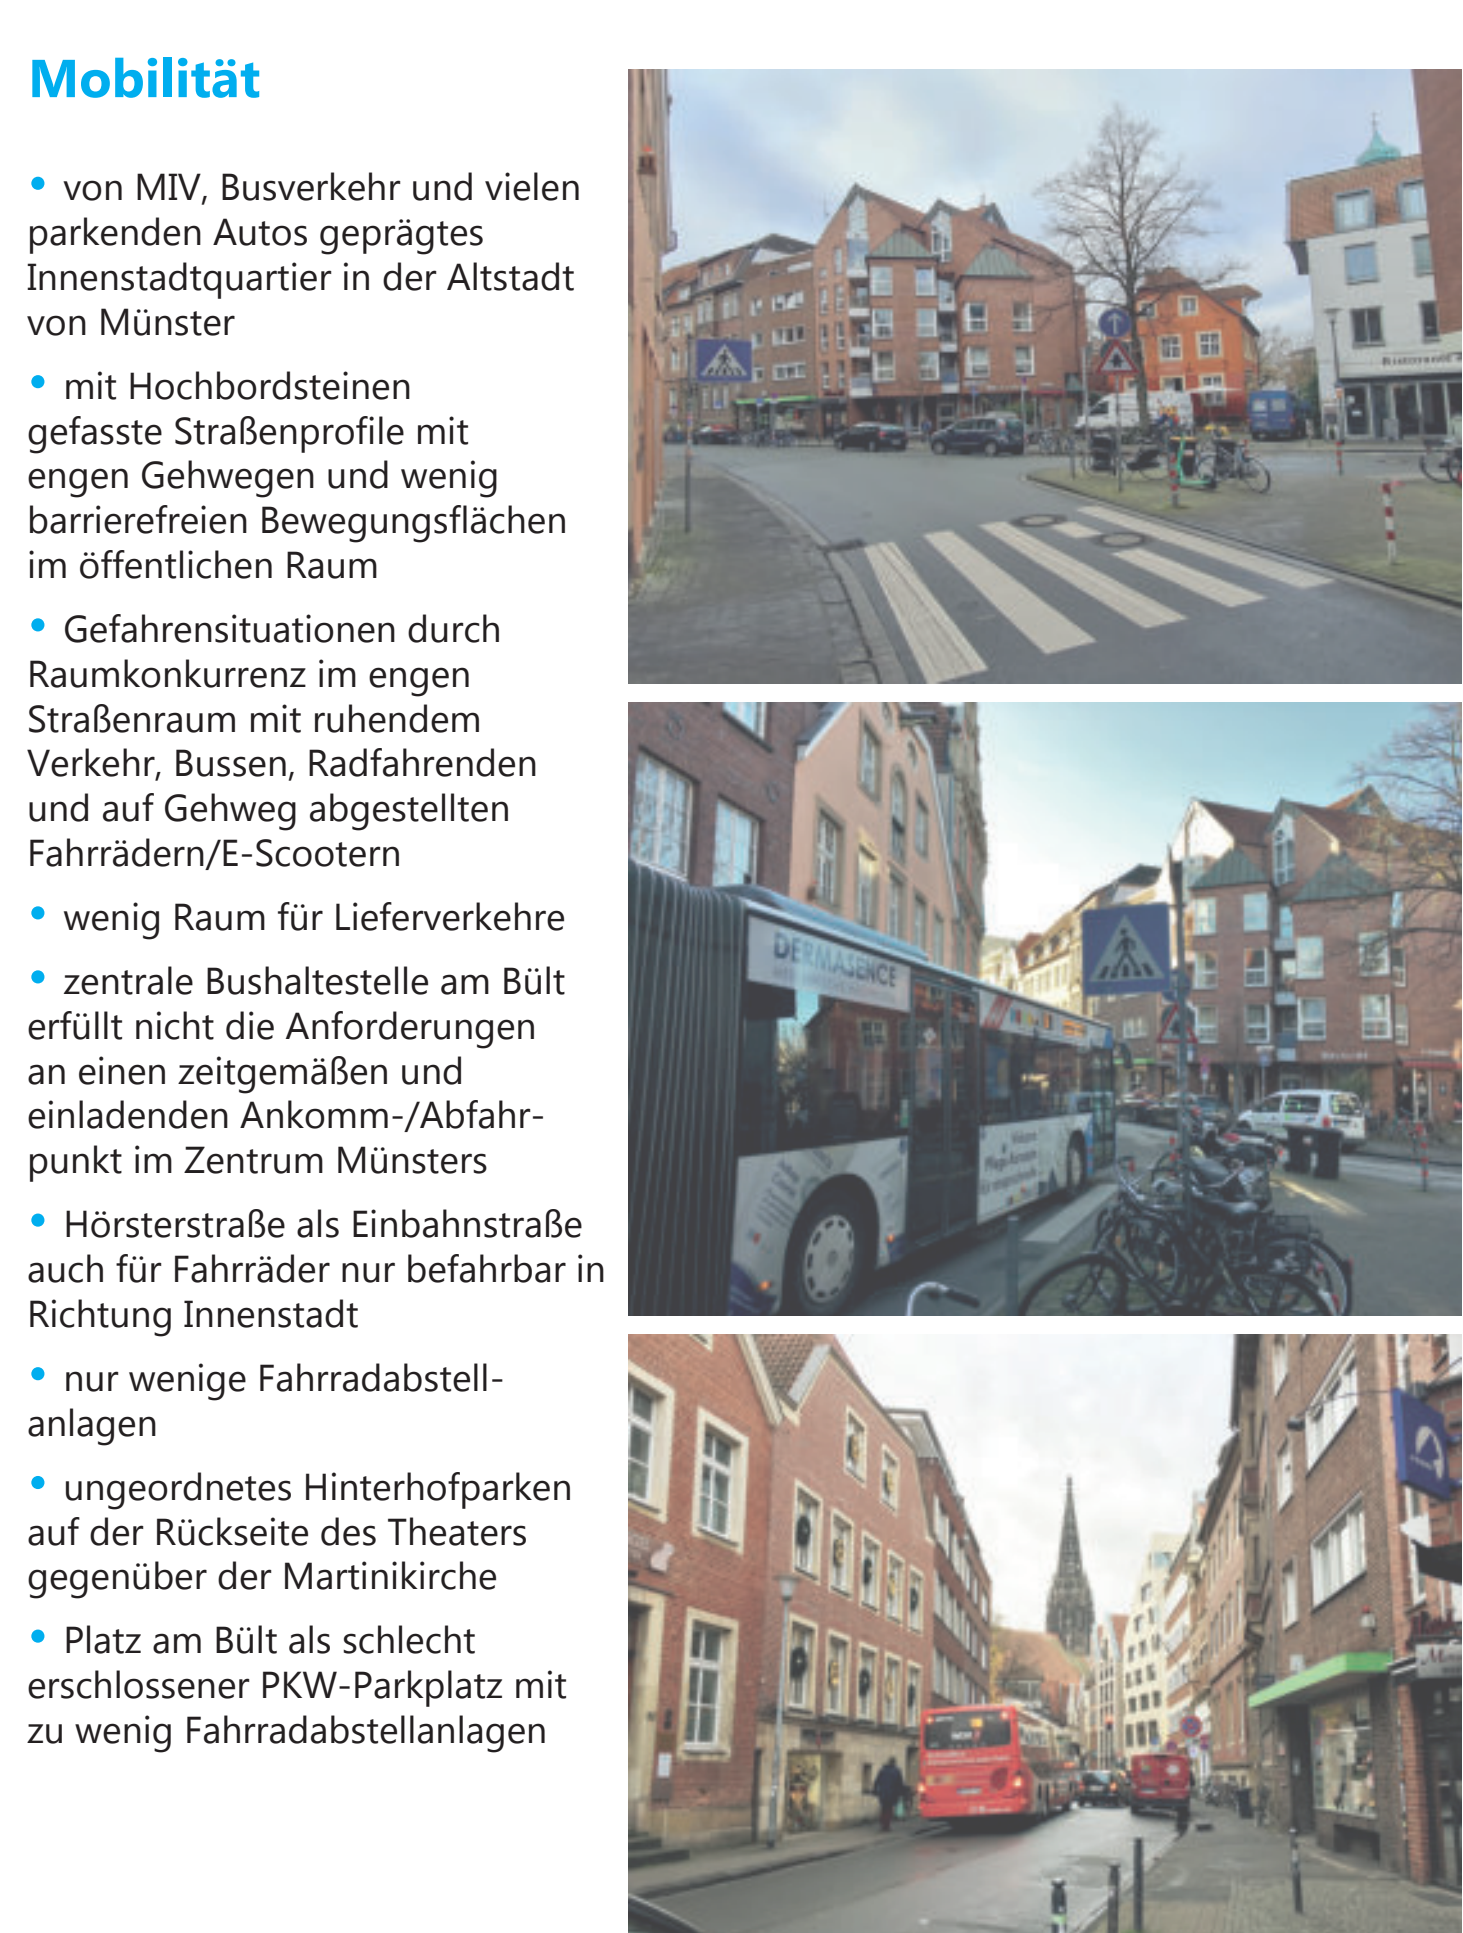 Mobilität
• von MIV, Busverkehr und vielen
parkenden Autos geprägtes
Innenstadtquartier in der Altstadt
von Münster
• mit Hochbordsteinen
gefasste Straßenprofile mit
engen Gehwegen und wenig
barrierefreien Bewegungsflächen
im öffentlichen Raum
• Gefahrensituationen durch
Raumkonkurrenz im engen
Straßenraum mit ruhendem
Verkehr, Bussen, Radfahrenden
und auf Gehweg abgestellten
Fahrrädern/E-Scootern
• wenig Raum für Lieferverkehre
• zentrale Bushaltestelle am Bült
erfüllt nicht die Anforderungen
an einen zeitgemäßen und
einladenden Ankomm-/Abfahr-
punkt im Zentrum Münsters
• Hörsterstraße als Einbahnstraße
auch für Fahrräder nur befahrbar in
Richtung Innenstadt
• nur wenige Fahrradabstell-
anlagen
• ungeordnetes Hinterhofparken
auf der Rückseite des Theaters
gegenüber der Martinikirche
• Platz am Bült als schlecht
erschlossener PKW-Parkplatz mit
zu wenig Fahrradabstellanlagen
DERMASENCE